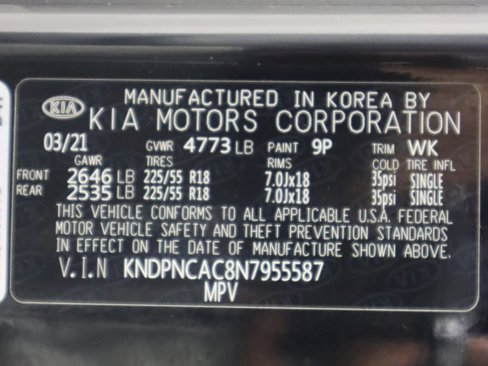 MANUFACTURED IN KOREA BY
KIA KIA MOTORS CORPORATION
03/21 GVWR 4773 LB PAINT 9P TRIM WK
GAWR TIRES RIMS COLD TIRE INFL
FRONT 2646 LB 225/55 R18 7.0Jx18 35psi SINGLE
REAR 2535 LB 225/55 R18 7.0Jx18 35psi SINGLE
THIS VEHICLE CONFORMS TO ALL APPLICABLE U.S.A. FEDERAL
MOTOR VEHICLE SAFETY AND THEFT PREVENTION STANDARDS
IN EFFECT ON THE DATE OF MANUFACTURE SHOWN ABOVE.
V.I.N KNDPNCAC8N7955587
MPV